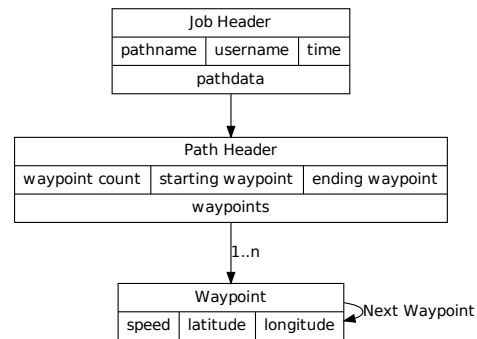 Job Header
pathname username time
pathdata
Path Header
waypoint count starting waypoint ending waypoint
waypoints
1..n
Waypoint
Next Waypoint
speed latitude longitude